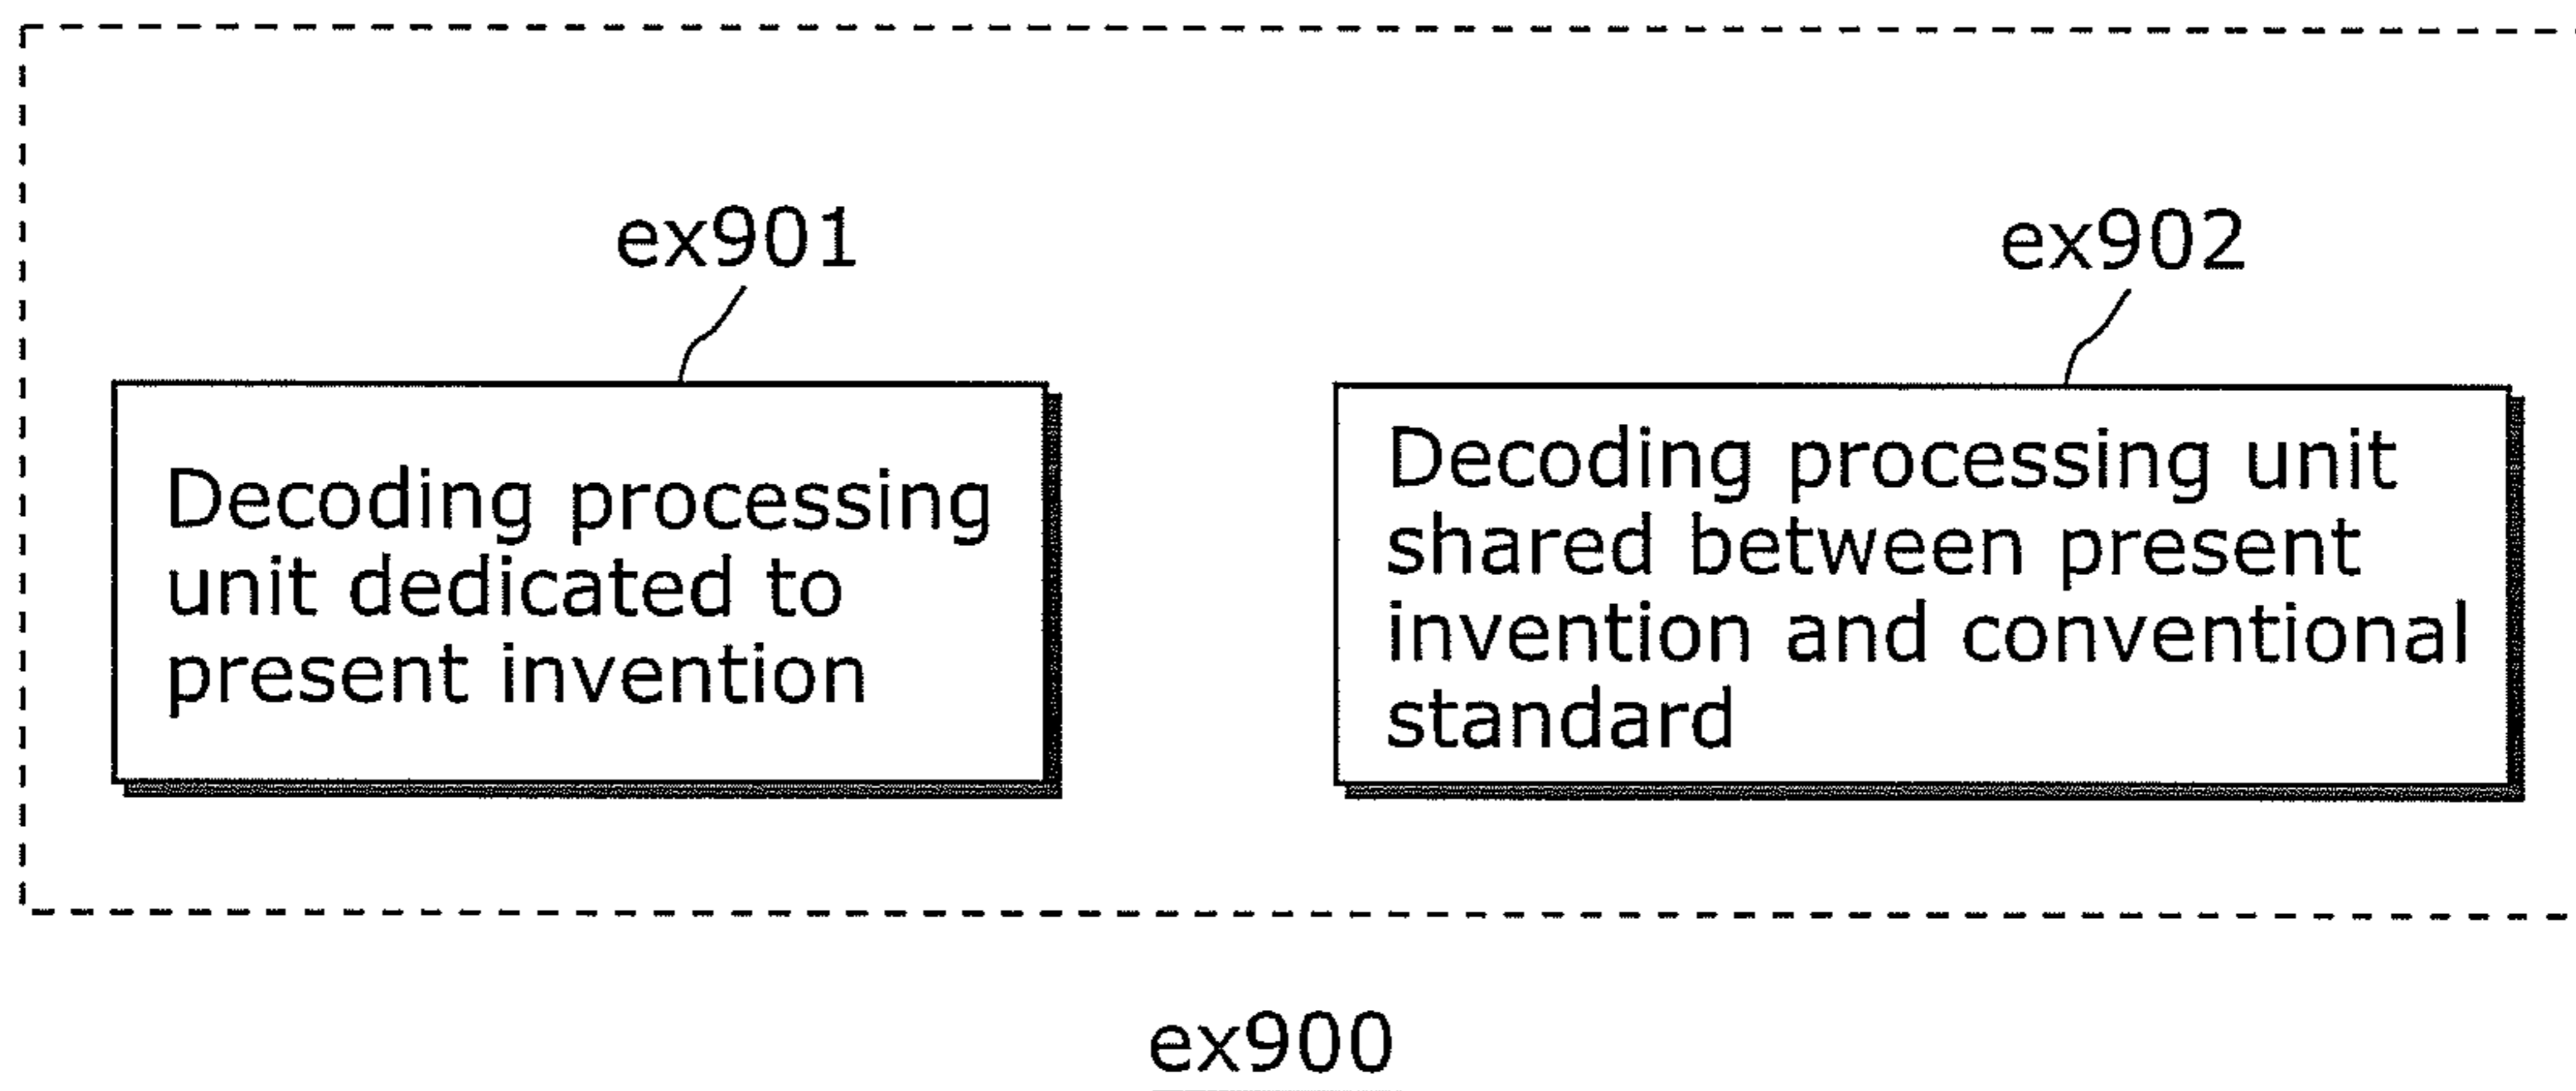 ex901
Decoding processing
unit dedicated to
present invention
ex902
Decoding processing unit
shared between present
invention and conventional
standard
ex900